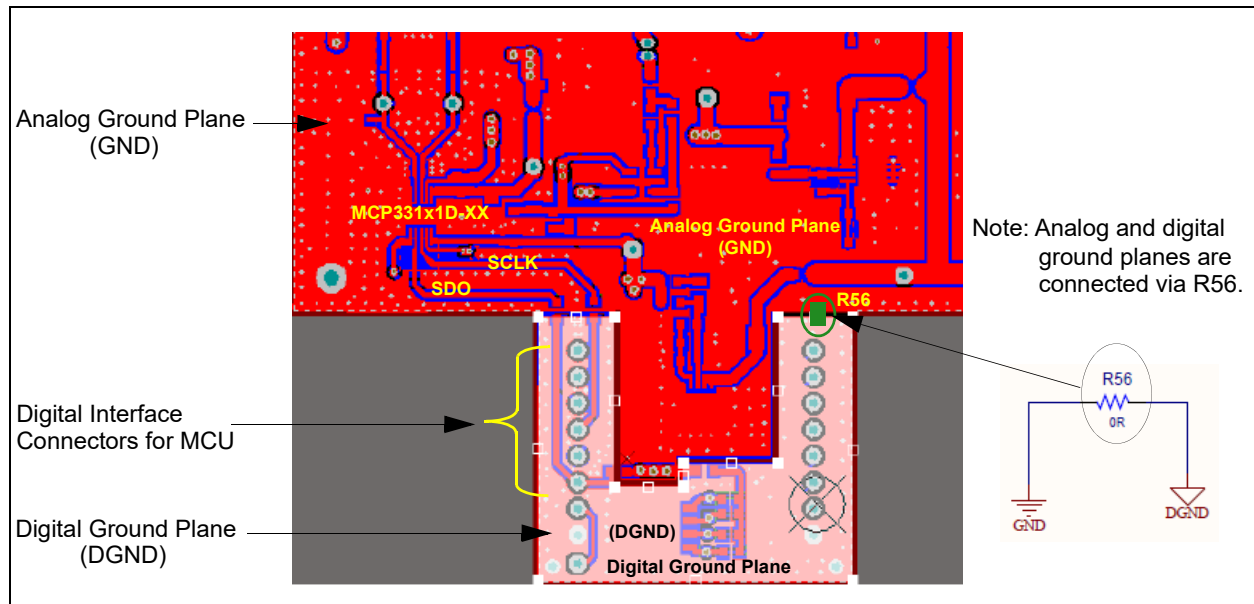 Analog Ground Plane
(GND)
MCP331x1D-XX
Analog Ground Plane
(GND)
SCLK
SDO
R56
Note: Analog and digital
ground planes are
connected via R56.
Digital Interface
Connectors for MCU
R56
0R
GND
DGND
Digital Ground Plane
(DGND)
(DGND)
Digital Ground Plane